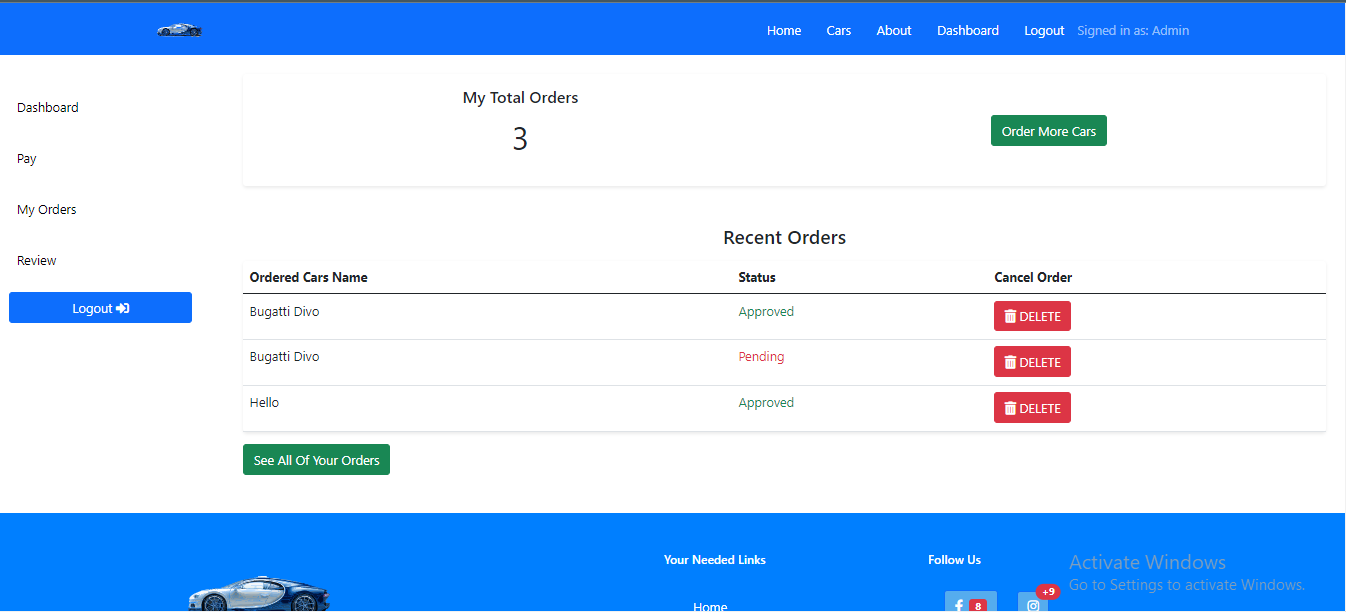 Home Cars About Dashboard Logout Signed in as: Admin
Dashboard
Pay
My Orders
Review
Logout
My Total Orders
3
Order More Cars
Recent Orders
Ordered Cars Name Status Cancel Order
Bugatti Divo Approved DELETE
Bugatti Divo Pending DELETE
Hello Approved DELETE
See All Of Your Orders
Your Needed Links
Home
Follow Us
8
+9
Activate Windows
Go to Settings to activate Windows.